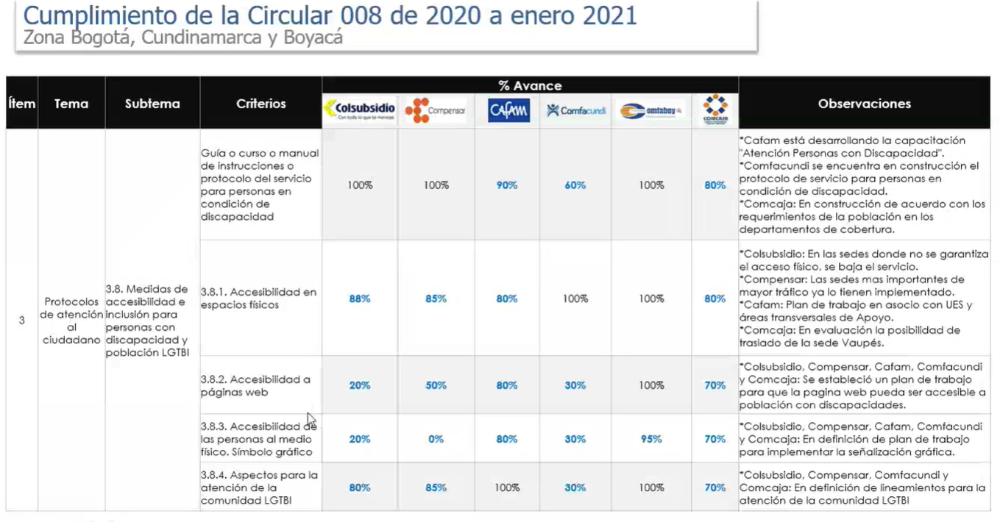 Cumplimiento de la Circular 008 de 2020 a enero 2021
Zona Bogotá, Cundinamarca y Boyacá
Ítem
Tema
Subtema
Criterios
% Avance
Observaciones
Colsubsidio
Con todo lo que te mereces
Compensar
CAFAM
Comfacundi
omfaboy
COMCAJA
3
Protocolos
de atención
al
ciudadano
3.8. Medidas de
accesibilidad e
inclusión para
personas con
discapacidad y
población LGTBI
Guía o curso o manual
de instrucciones o
protocolo del servicio
para personas en
condición de
discapacidad
100% 100% 90% 60% 100% 80%
*Cafam está desarrollando la capacitación
"Atención Personas con Discapacidad".
*Comfacundi se encuentra en construcción el
protocolo de servicio para personas en
condición de discapacidad.
*Comcaja: En construcción de acuerdo con los
requerimientos de la población en los
departamentos de cobertura.
3.8.1. Accesibilidad en
espacios físicos
88% 85% 80% 100% 100% 80%
*Colsubsidio: En las sedes donde no se garantiza
el acceso físico, se baja el servicio.
*Compensar: Las sedes mas importantes de
mayor tráfico ya lo tienen implementado.
*Cafam: Plan de trabajo en asocio con UES y
áreas transversales de Apoyo.
*Comcaja: En evaluación la posibilidad de
traslado de la sede Vaupés.
3.8.2. Accesibilidad a
páginas web
20% 50% 80% 30% 100% 70%
*Colsubsidio, Compensar, Cafam, Comfacundi
y Comcaja: Se estableció un plan de trabajo
para que la pagina web pueda ser accesible a
población con discapacidades.
3.8.3. Accesibilidad de
las personas al medio
físico. Símbolo gráfico
20% 0% 80% 30% 95% 70%
*Colsubsidio, Compensar, Cafam, Comfacundi
y Comcaja: En definición de plan de trabajo
para implementar la señalización gráfica.
3.8.4. Aspectos para la
atención de la
comunidad LGTBI
80% 85% 100% 30% 100% 70%
*Colsubsidio, Compensar, Comfacundi y
Comcaja: En definición de lineamientos para la
atención de la comunidad LGTBI